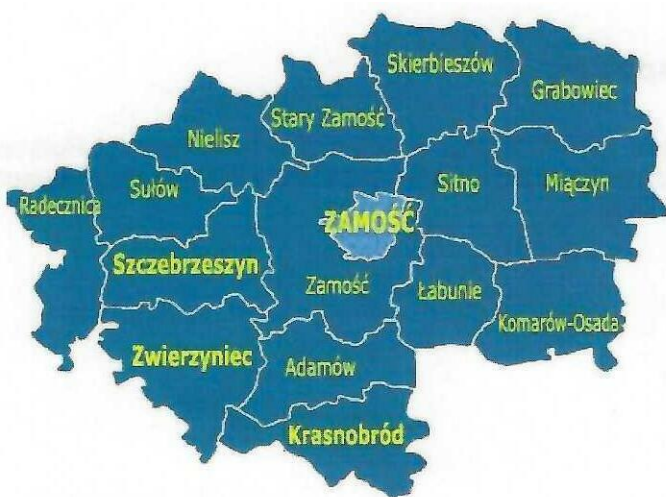 Skierbieszów
Grabowiec
Stary Zamość
Nielisz
Sułów
Sitno
Miączyn
Radecznica
ZAMOŚĆ
Szczebrzeszyn
Zamość
Łabunie
Komarów-Osada
Zwierzyniec
Adamów
Krasnobród